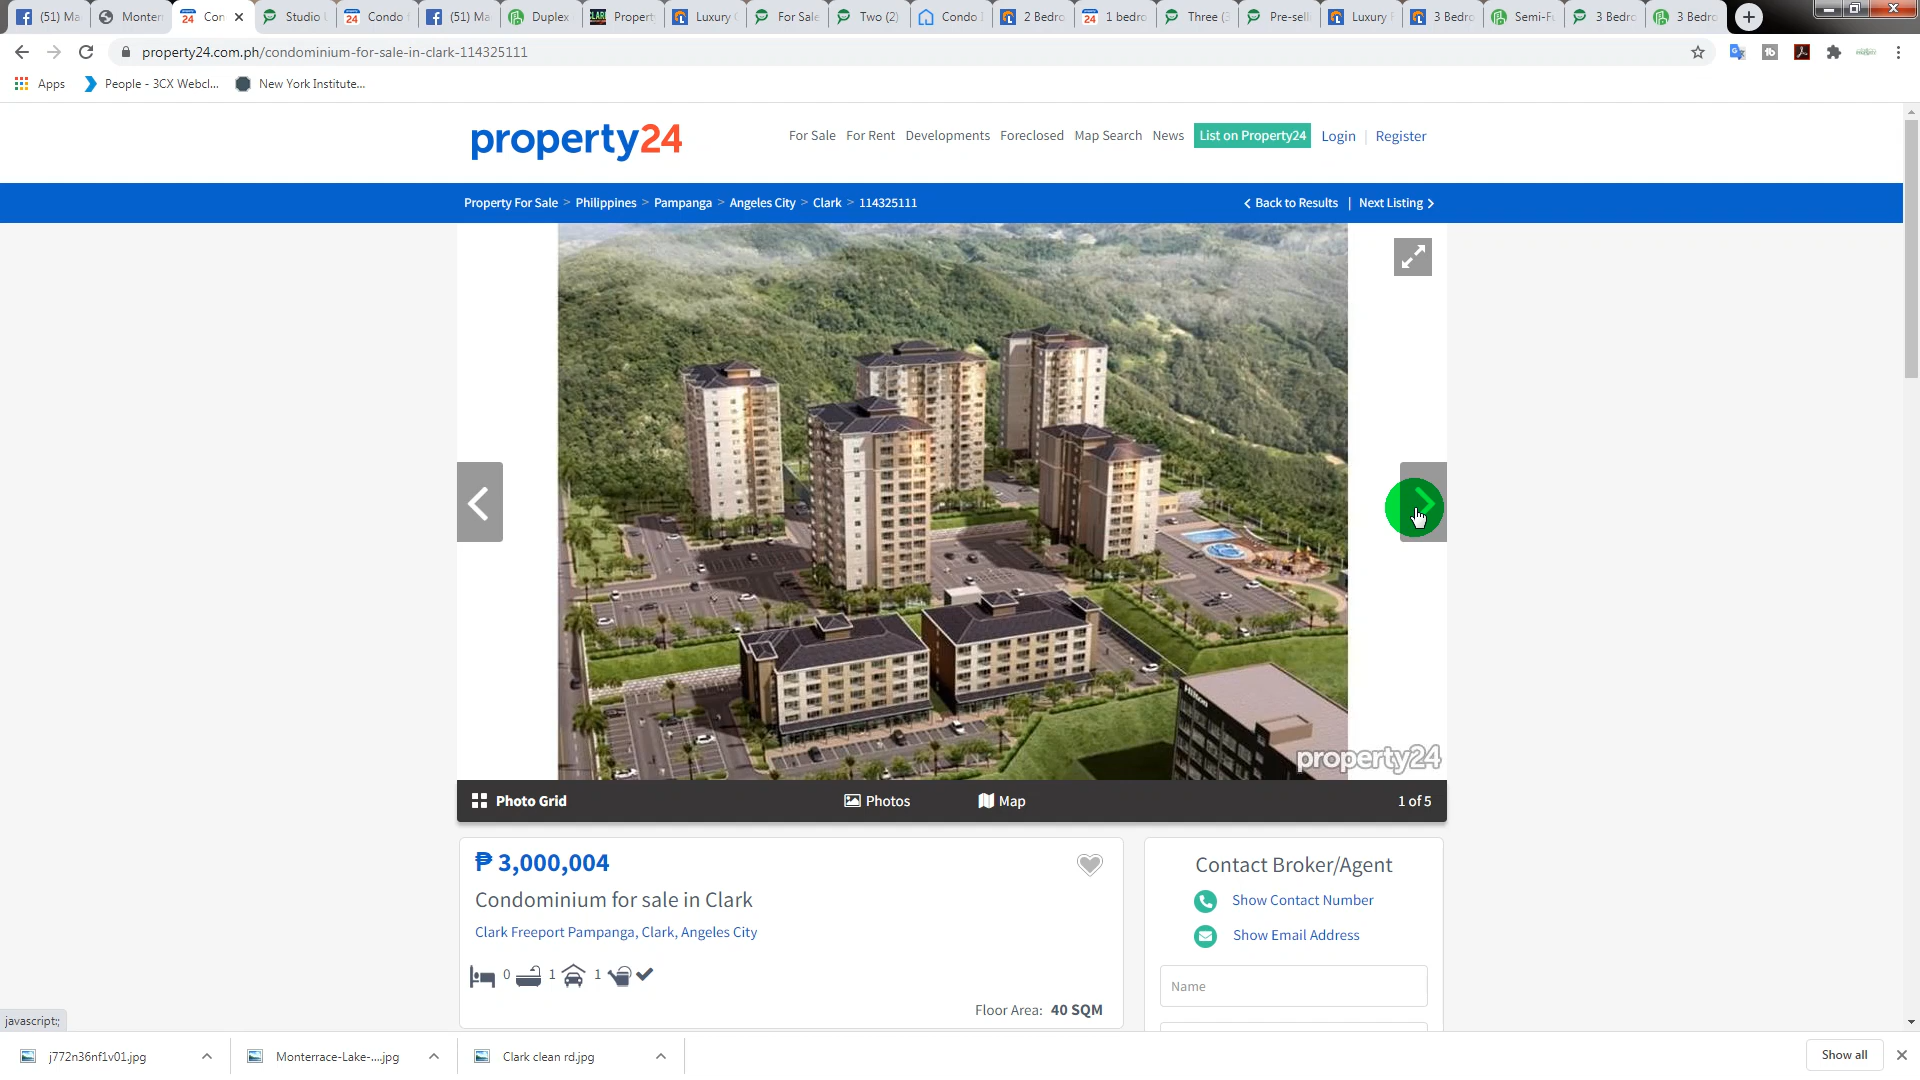 (51) Ma
Monter
Con
Studio
Condo
(51) Ma
Duplex
Propert
Luxury
For Sale
Two (2)
Condo
2 Bedro
1 bedro
Three (3
Pre-sell
Luxury
3 Bedro
Semi-Fu
3 Bedro
3 Bedro
property24.com.ph/condominium-for-sale-in-clark-114325111
Apps
People - 3CX Webcl...
New York Institute...
property24
For Sale
For Rent
Developments
Foreclosed
Map Search
News
List on Property24
Login | Register
Property For Sale > Philippines > Pampanga > Angeles City > Clark > 114325111
Back to Results | Next Listing
property24
Photo Grid
Photos
Map
1 of 5
₱ 3,000,004
Condominium for sale in Clark
Clark Freeport Pampanga, Clark, Angeles City
0
1
1
Floor Area: 40 SQM
Contact Broker/Agent
Show Contact Number
Show Email Address
Name
javascript:;
j772n36nf1v01.jpg
Monterrace-Lake-....jpg
Clark clean rd.jpg
Show all